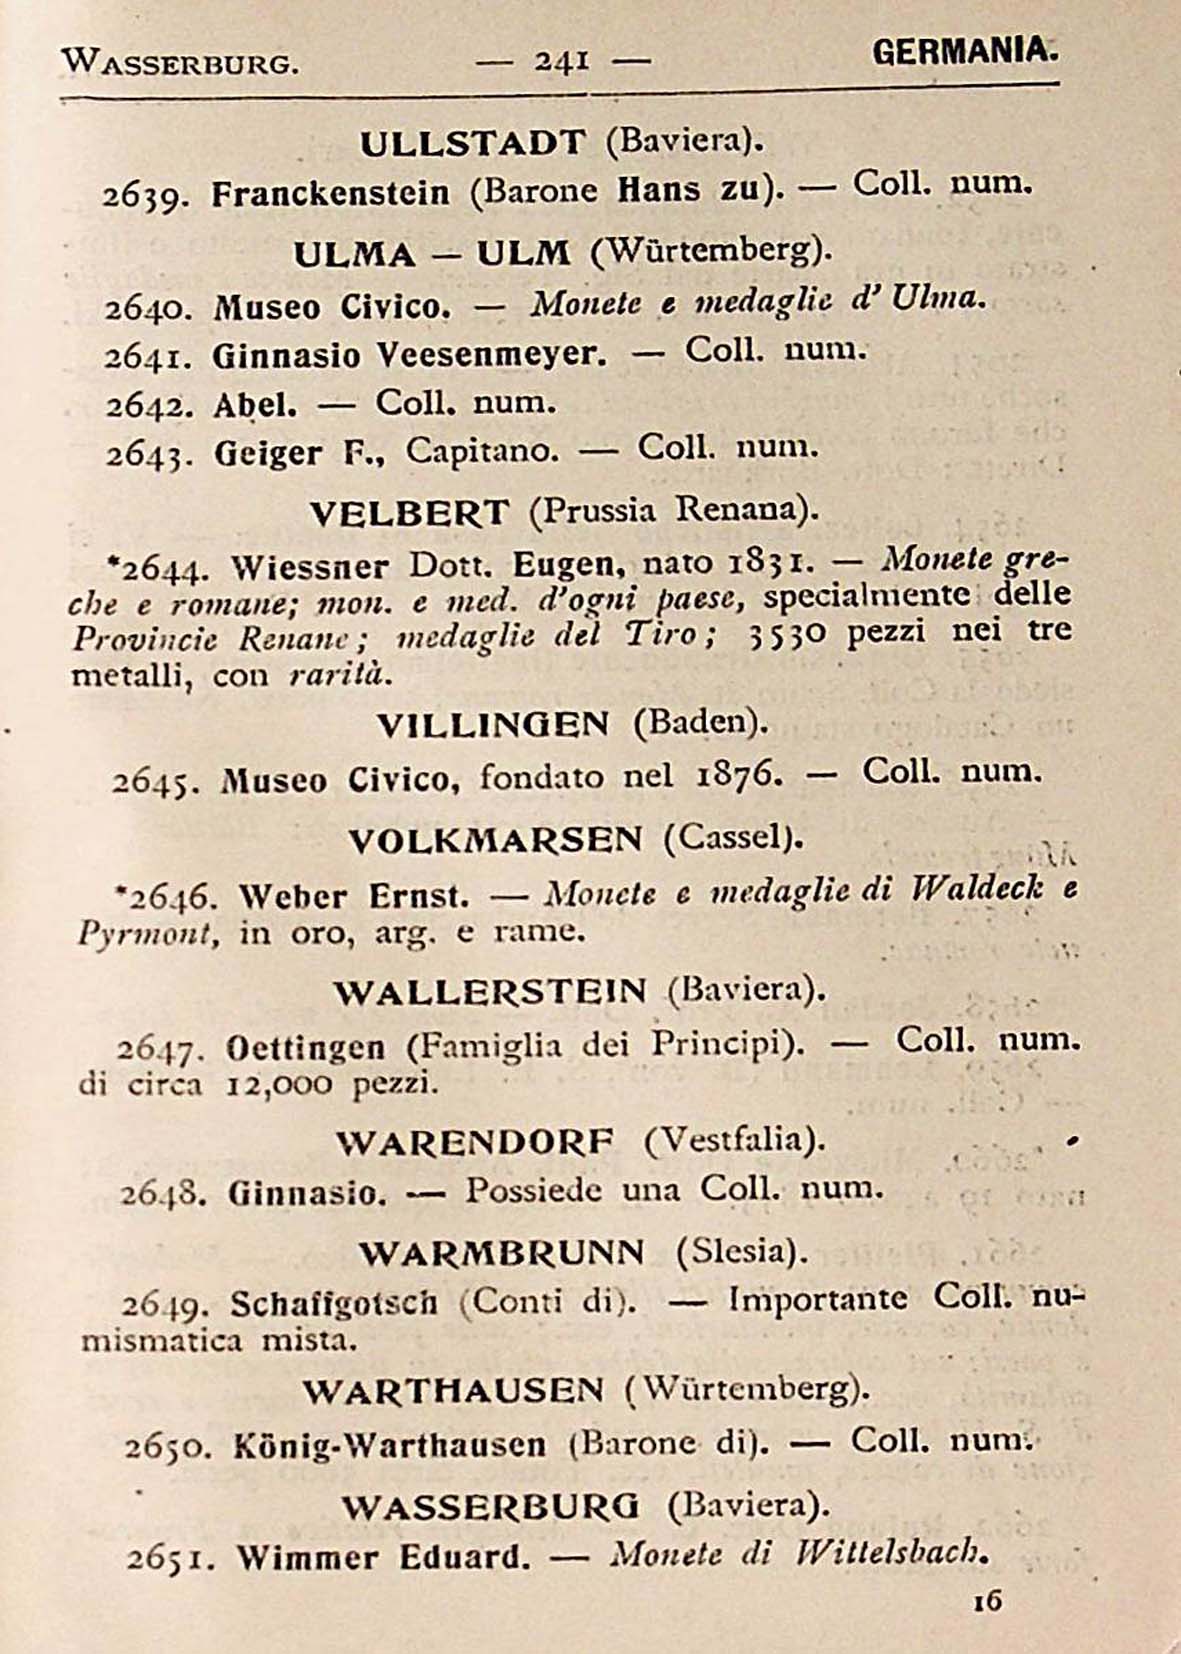 WASSERBURG. — 241 — GERMANIA.
ULLSTADT (Baviera).
2639. Franckenstein (Barone Hans zu). — Coll. num.
ULMA — ULM (Würtemberg).
2640. Museo Civico. — Monete e medaglie d' Ulma.
2641. Ginnasio Veesenmeyer. — Coll. num.
2642. Abel. — Coll. num.
2643. Geiger F., Capitano. — Coll. num.
VELBERT (Prussia Renana).
*2644. Wiessner Dott. Eugen, nato 1831. — Monete gre-
che e romane; mon. e med. d'ogni paese, specialmente delle
Provincie Renane; medaglie del Tiro; 3530 pezzi nei tre
metalli, con rarità.
VILLINGEN (Baden).
2645. Museo Civico, fondato nel 1876. — Coll. num.
VOLKMARSEN (Cassel).
*2646. Weber Ernst. — Monete e medaglie di Waldeck e
Pyrmont, in oro, arg. e rame.
WALLERSTEIN (Baviera).
2647. Oettingen (Famiglia dei Principi). — Coll. num.
di circa 12,000 pezzi.
WARENDORF (Vestfalia).
2648. Ginnasio. — Possiede una Coll. num.
WARMBRUNN (Slesia).
2649. Schaffgotsch (Conti di). — Importante Coll. nu-
mismatica mista.
WARTHAUSEN (Würtemberg).
2650. König-Warthausen (Barone di). — Coll. num.
WASSERBURG (Baviera).
2651. Wimmer Eduard. — Monete di Wittelsbach.
16